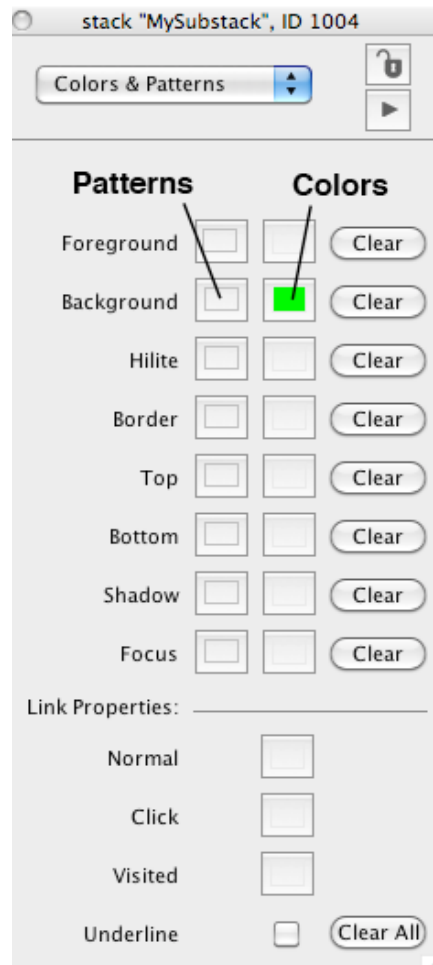 stack "MySubstack", ID 1004
Colors & Patterns
Patterns Colors
Foreground Clear
Background Clear
Hilite Clear
Border Clear
Top Clear
Bottom Clear
Shadow Clear
Focus Clear
Link Properties:
Normal
Click
Visited
Underline Clear All